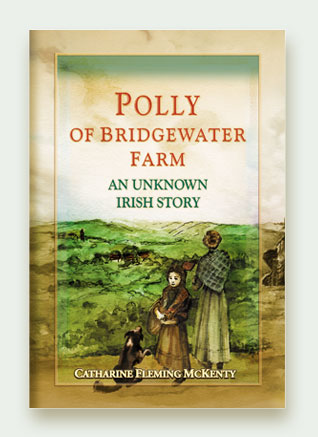 POLLY
OF BRIDGEWATER
FARM
AN UNKNOWN
IRISH STORY
CATHARINE FLEMING MCKENTY